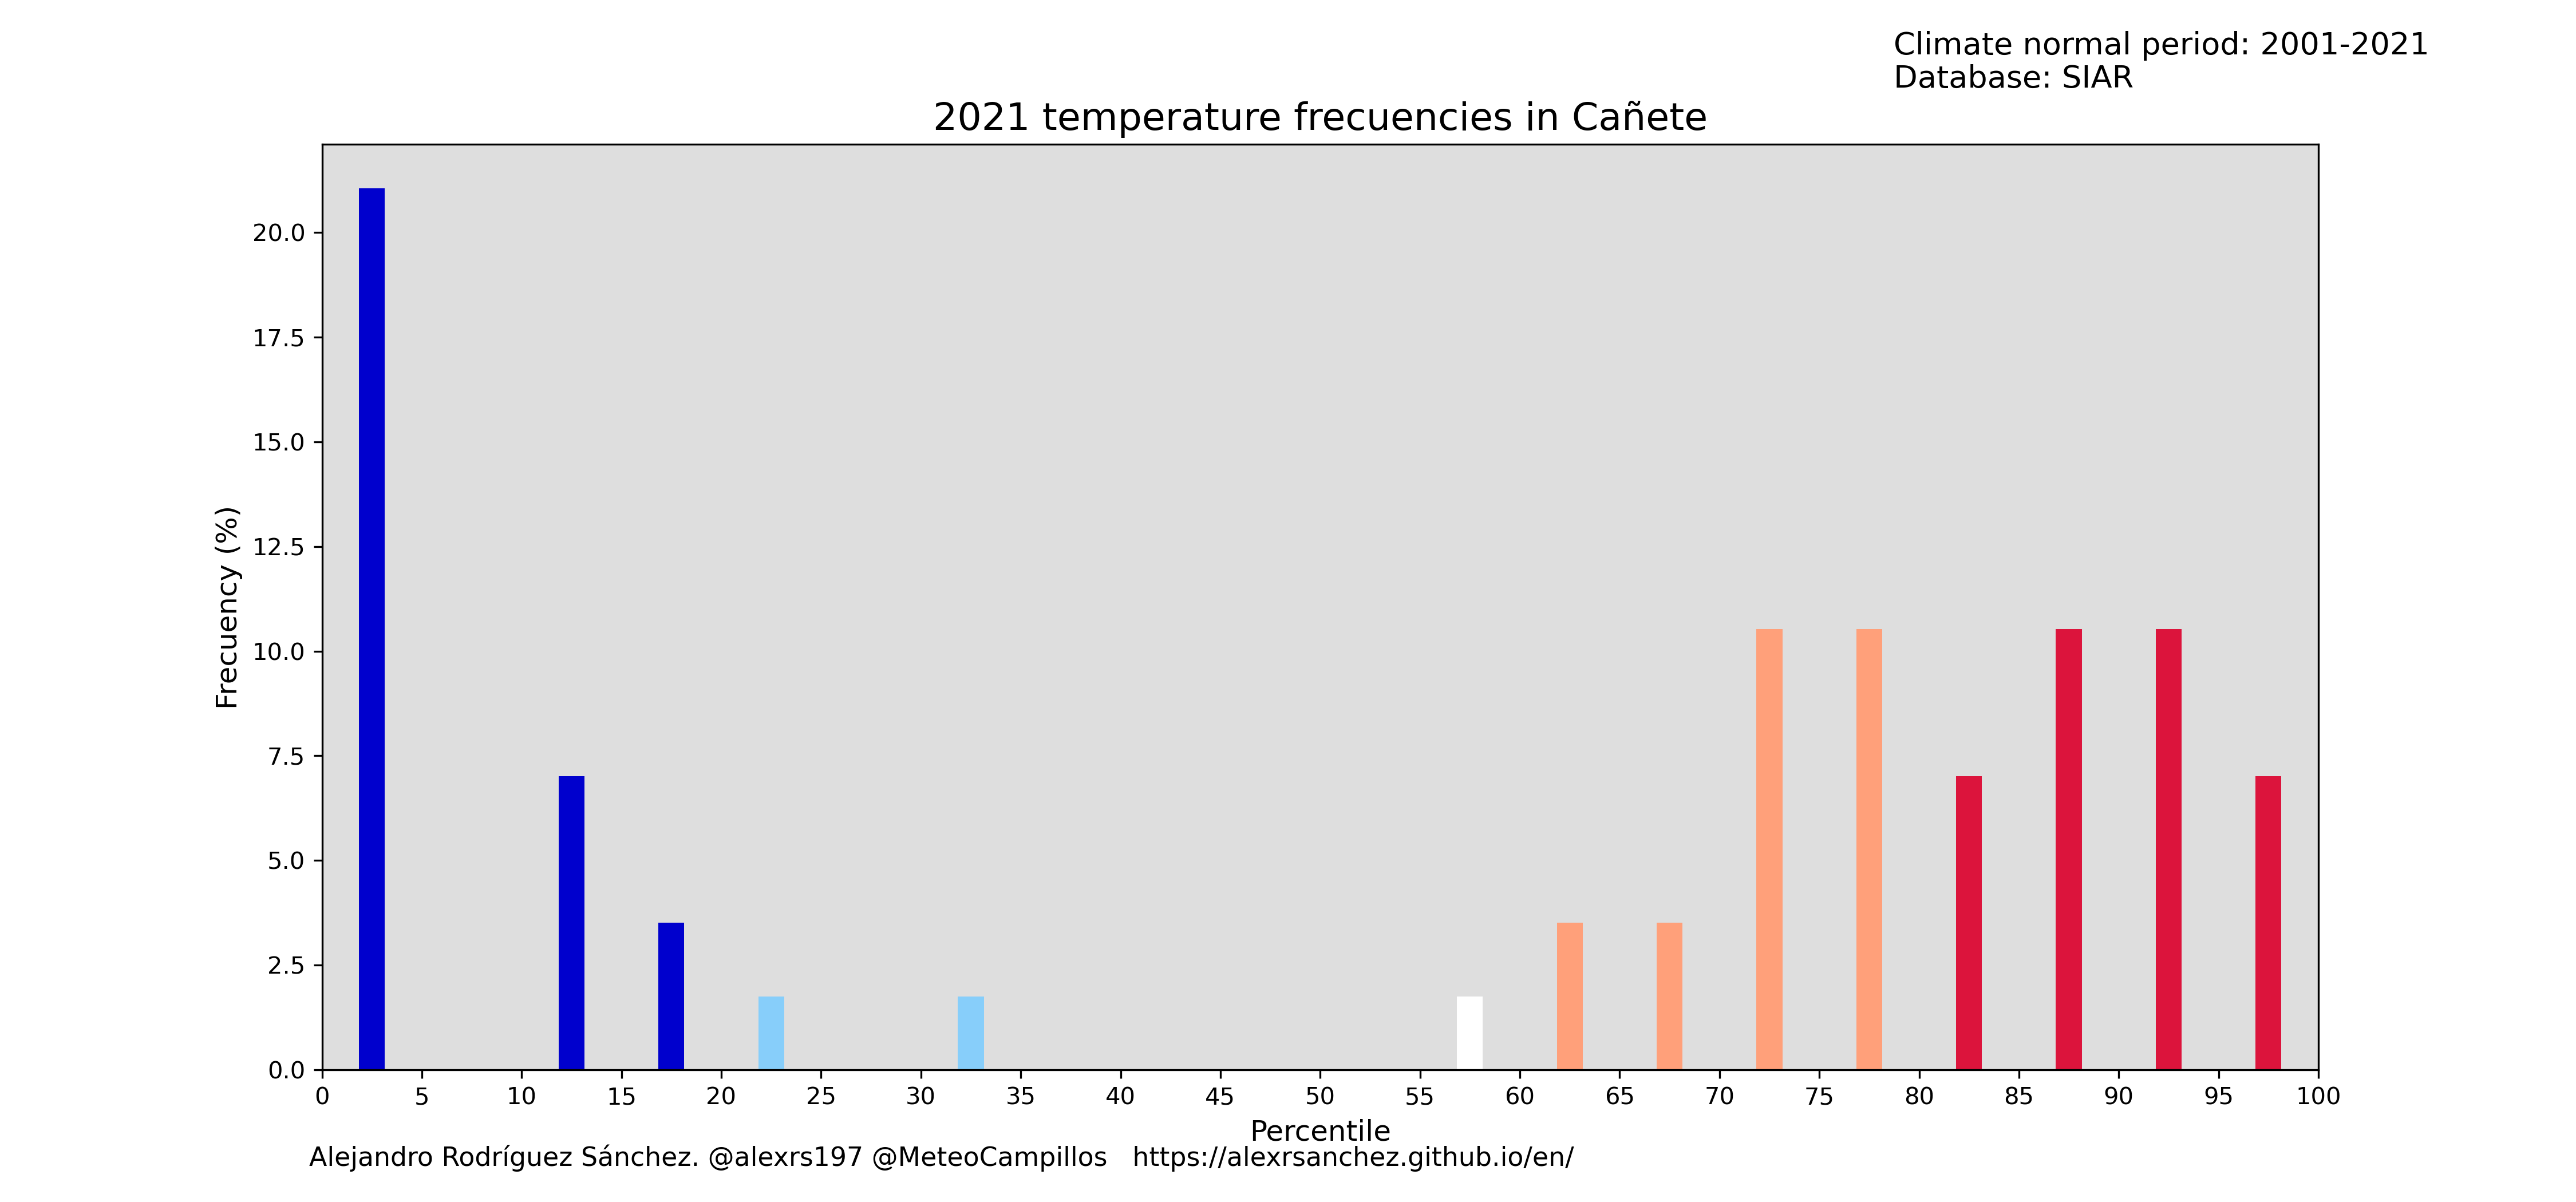 Climate normal period: 2001-2021
Database: SIAR
2021 temperature frecuencies in Cañete
Frecuency (%)
20.0
17.5
15.0
12.5
10.0
7.5
5.0
2.5
0.0
0 5 10 15 20 25 30 35 40 45 50 55 60 65 70 75 80 85 90 95 100
Percentile
Alejandro Rodríguez Sánchez. @alexrs197 @MeteoCampillos https://alexrsanchez.github.io/en/